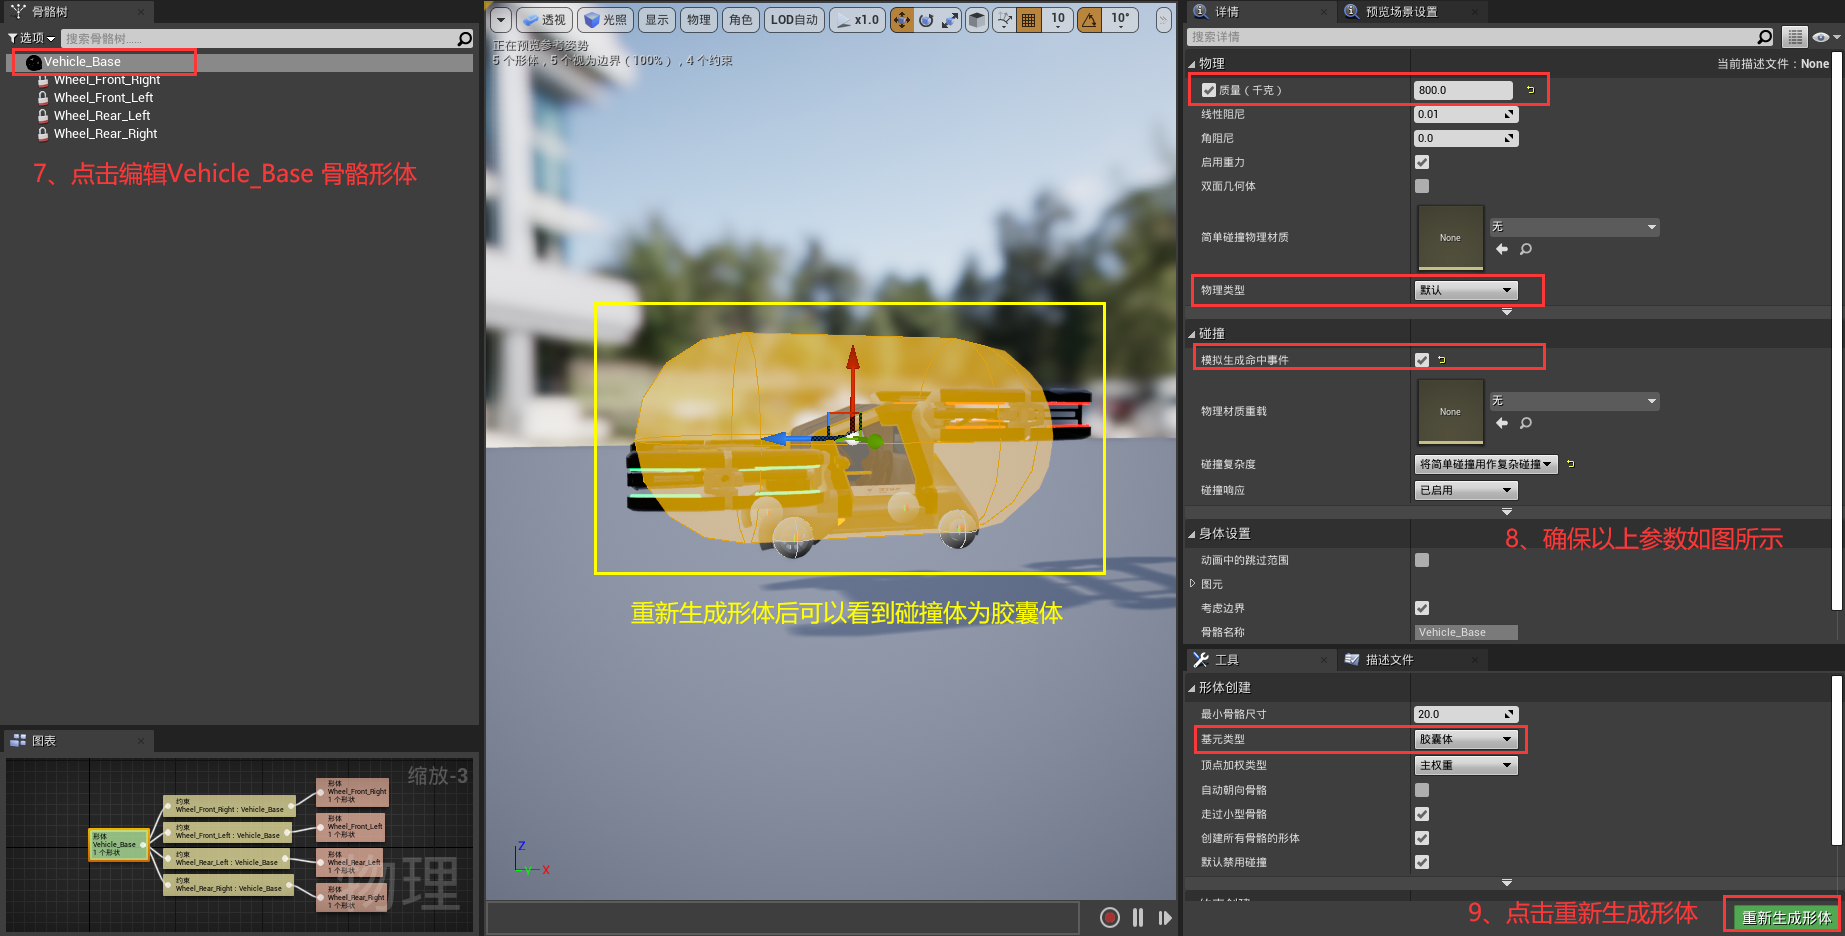 骨骼树
选项
搜索骨骼树......
Vehicle_Base
Wheel_Front_Right
Wheel_Front_Left
Wheel_Rear_Left
Wheel_Rear_Right
7、点击编辑Vehicle_Base 骨骼形体
图表
缩放-3
形体
Vehicle_Base
1 个形状
约束
Wheel_Front_Right : Vehicle_Base
约束
Wheel_Front_Left : Vehicle_Base
约束
Wheel_Rear_Left : Vehicle_Base
约束
Wheel_Rear_Right : Vehicle_Base
形体
Wheel_Front_Right
1 个形状
形体
Wheel_Front_Left
1 个形状
形体
Wheel_Rear_Left
1 个形状
形体
Wheel_Rear_Right
1 个形状
物理
透视
光照
显示
物理
角色
LOD自动
x1.0
10
10°
正在预览参考姿势
5 个形体，5 个视为边界（100%），4 个约束
重新生成形体后可以看到碰撞体为胶囊体
Z
Y
X
详情
预览场景设置
搜索详情
物理
当前描述文件：None
质量（千克）
800.0
线性阻尼
0.01
角阻尼
0.0
启用重力
双面几何体
简单碰撞物理材质
None
无
物理类型
默认
碰撞
模拟生成命中事件
物理材质重载
None
无
碰撞复杂度
将简单碰撞用作复杂碰撞
碰撞响应
已启用
身体设置
8、确保以上参数如图所示
动画中的跳过范围
图元
考虑边界
骨骼名称
Vehicle_Base
工具
描述文件
形体创建
最小骨骼尺寸
20.0
基元类型
胶囊体
顶点加权类型
主权重
自动朝向骨骼
走过小型骨骼
创建所有骨骼的形体
默认禁用碰撞
9、点击重新生成形体
重新生成形体